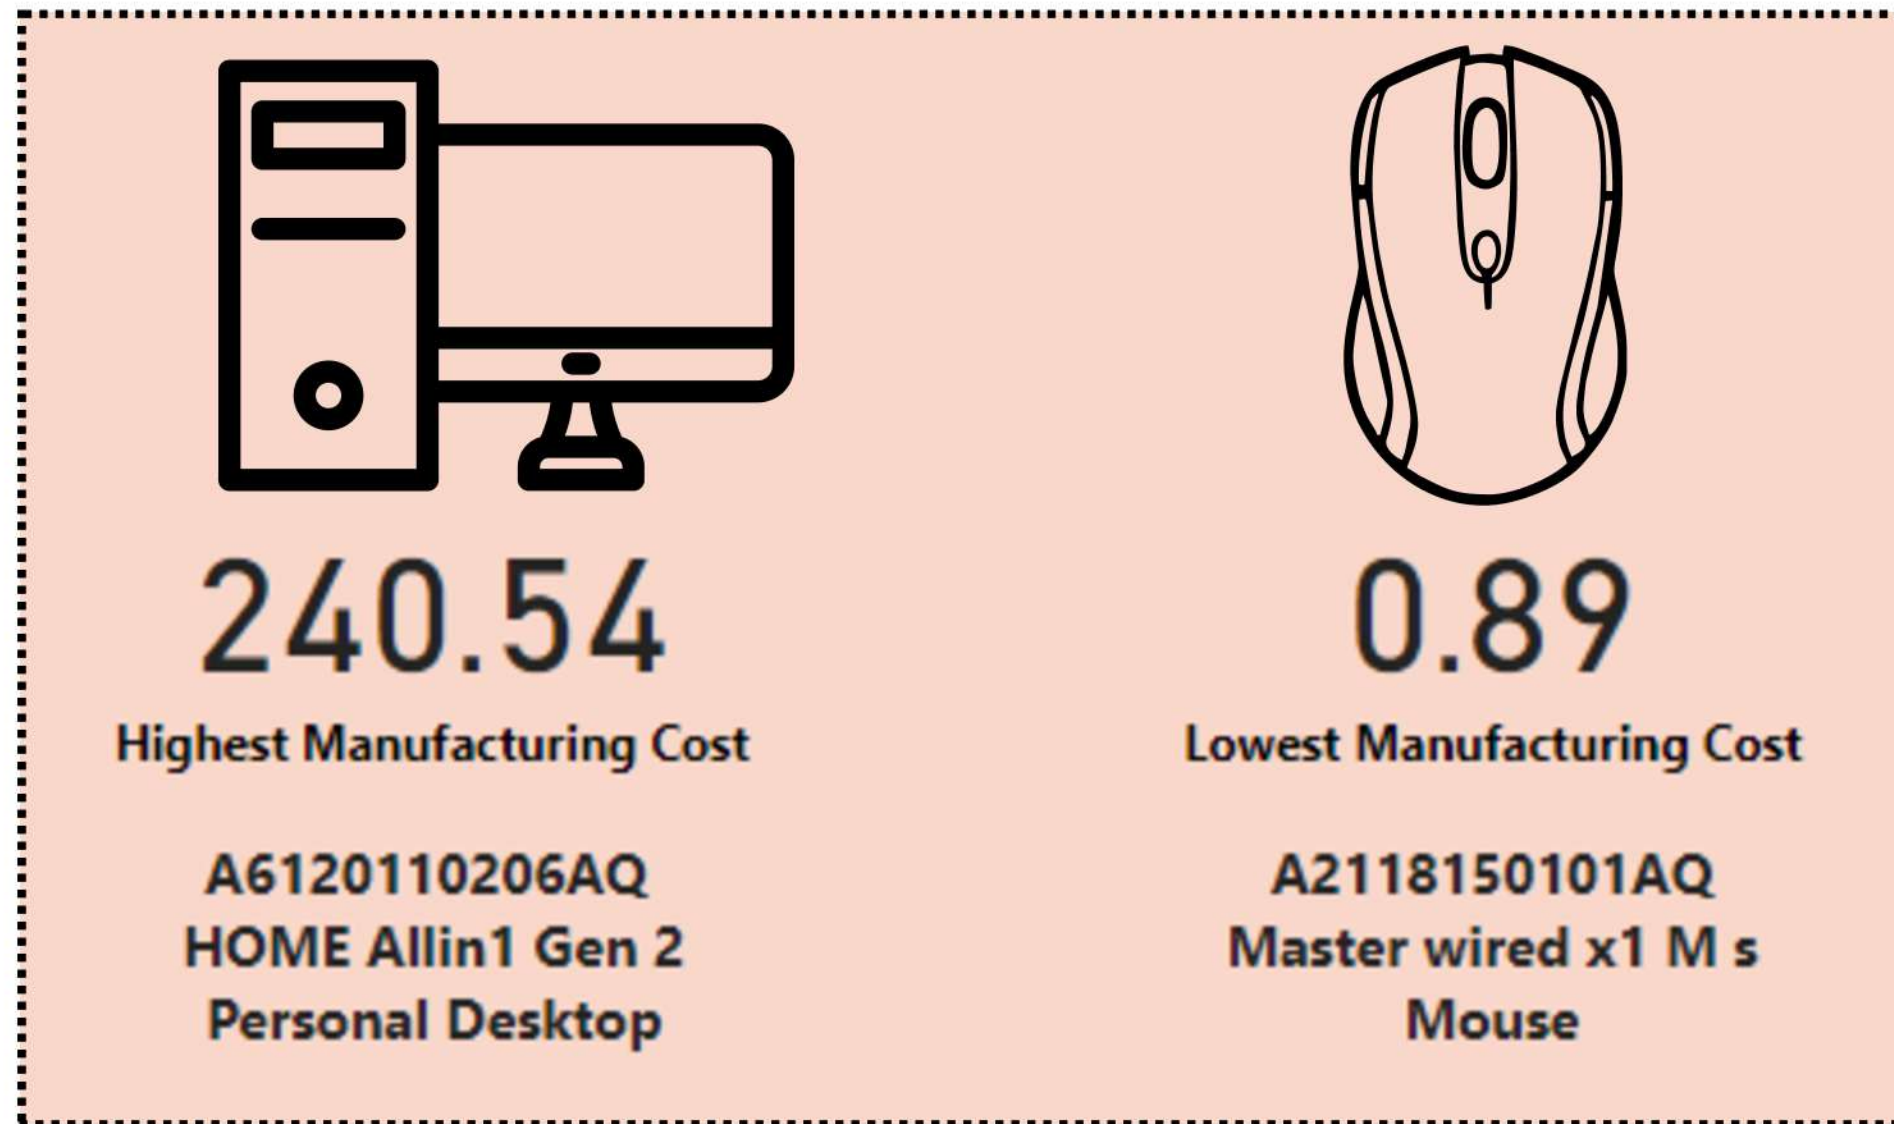 240.54
Highest Manufacturing Cost
A6120110206AQ
HOME Allin1 Gen 2
Personal Desktop
0.89
Lowest Manufacturing Cost
A2118150101AQ
Master wired x1 M s
Mouse